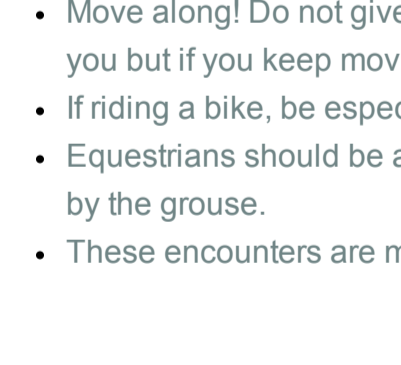 Move along! Do not give
you but if you keep mov
If riding a bike, be espec
Equestrians should be a
by the grouse.
These encounters are m